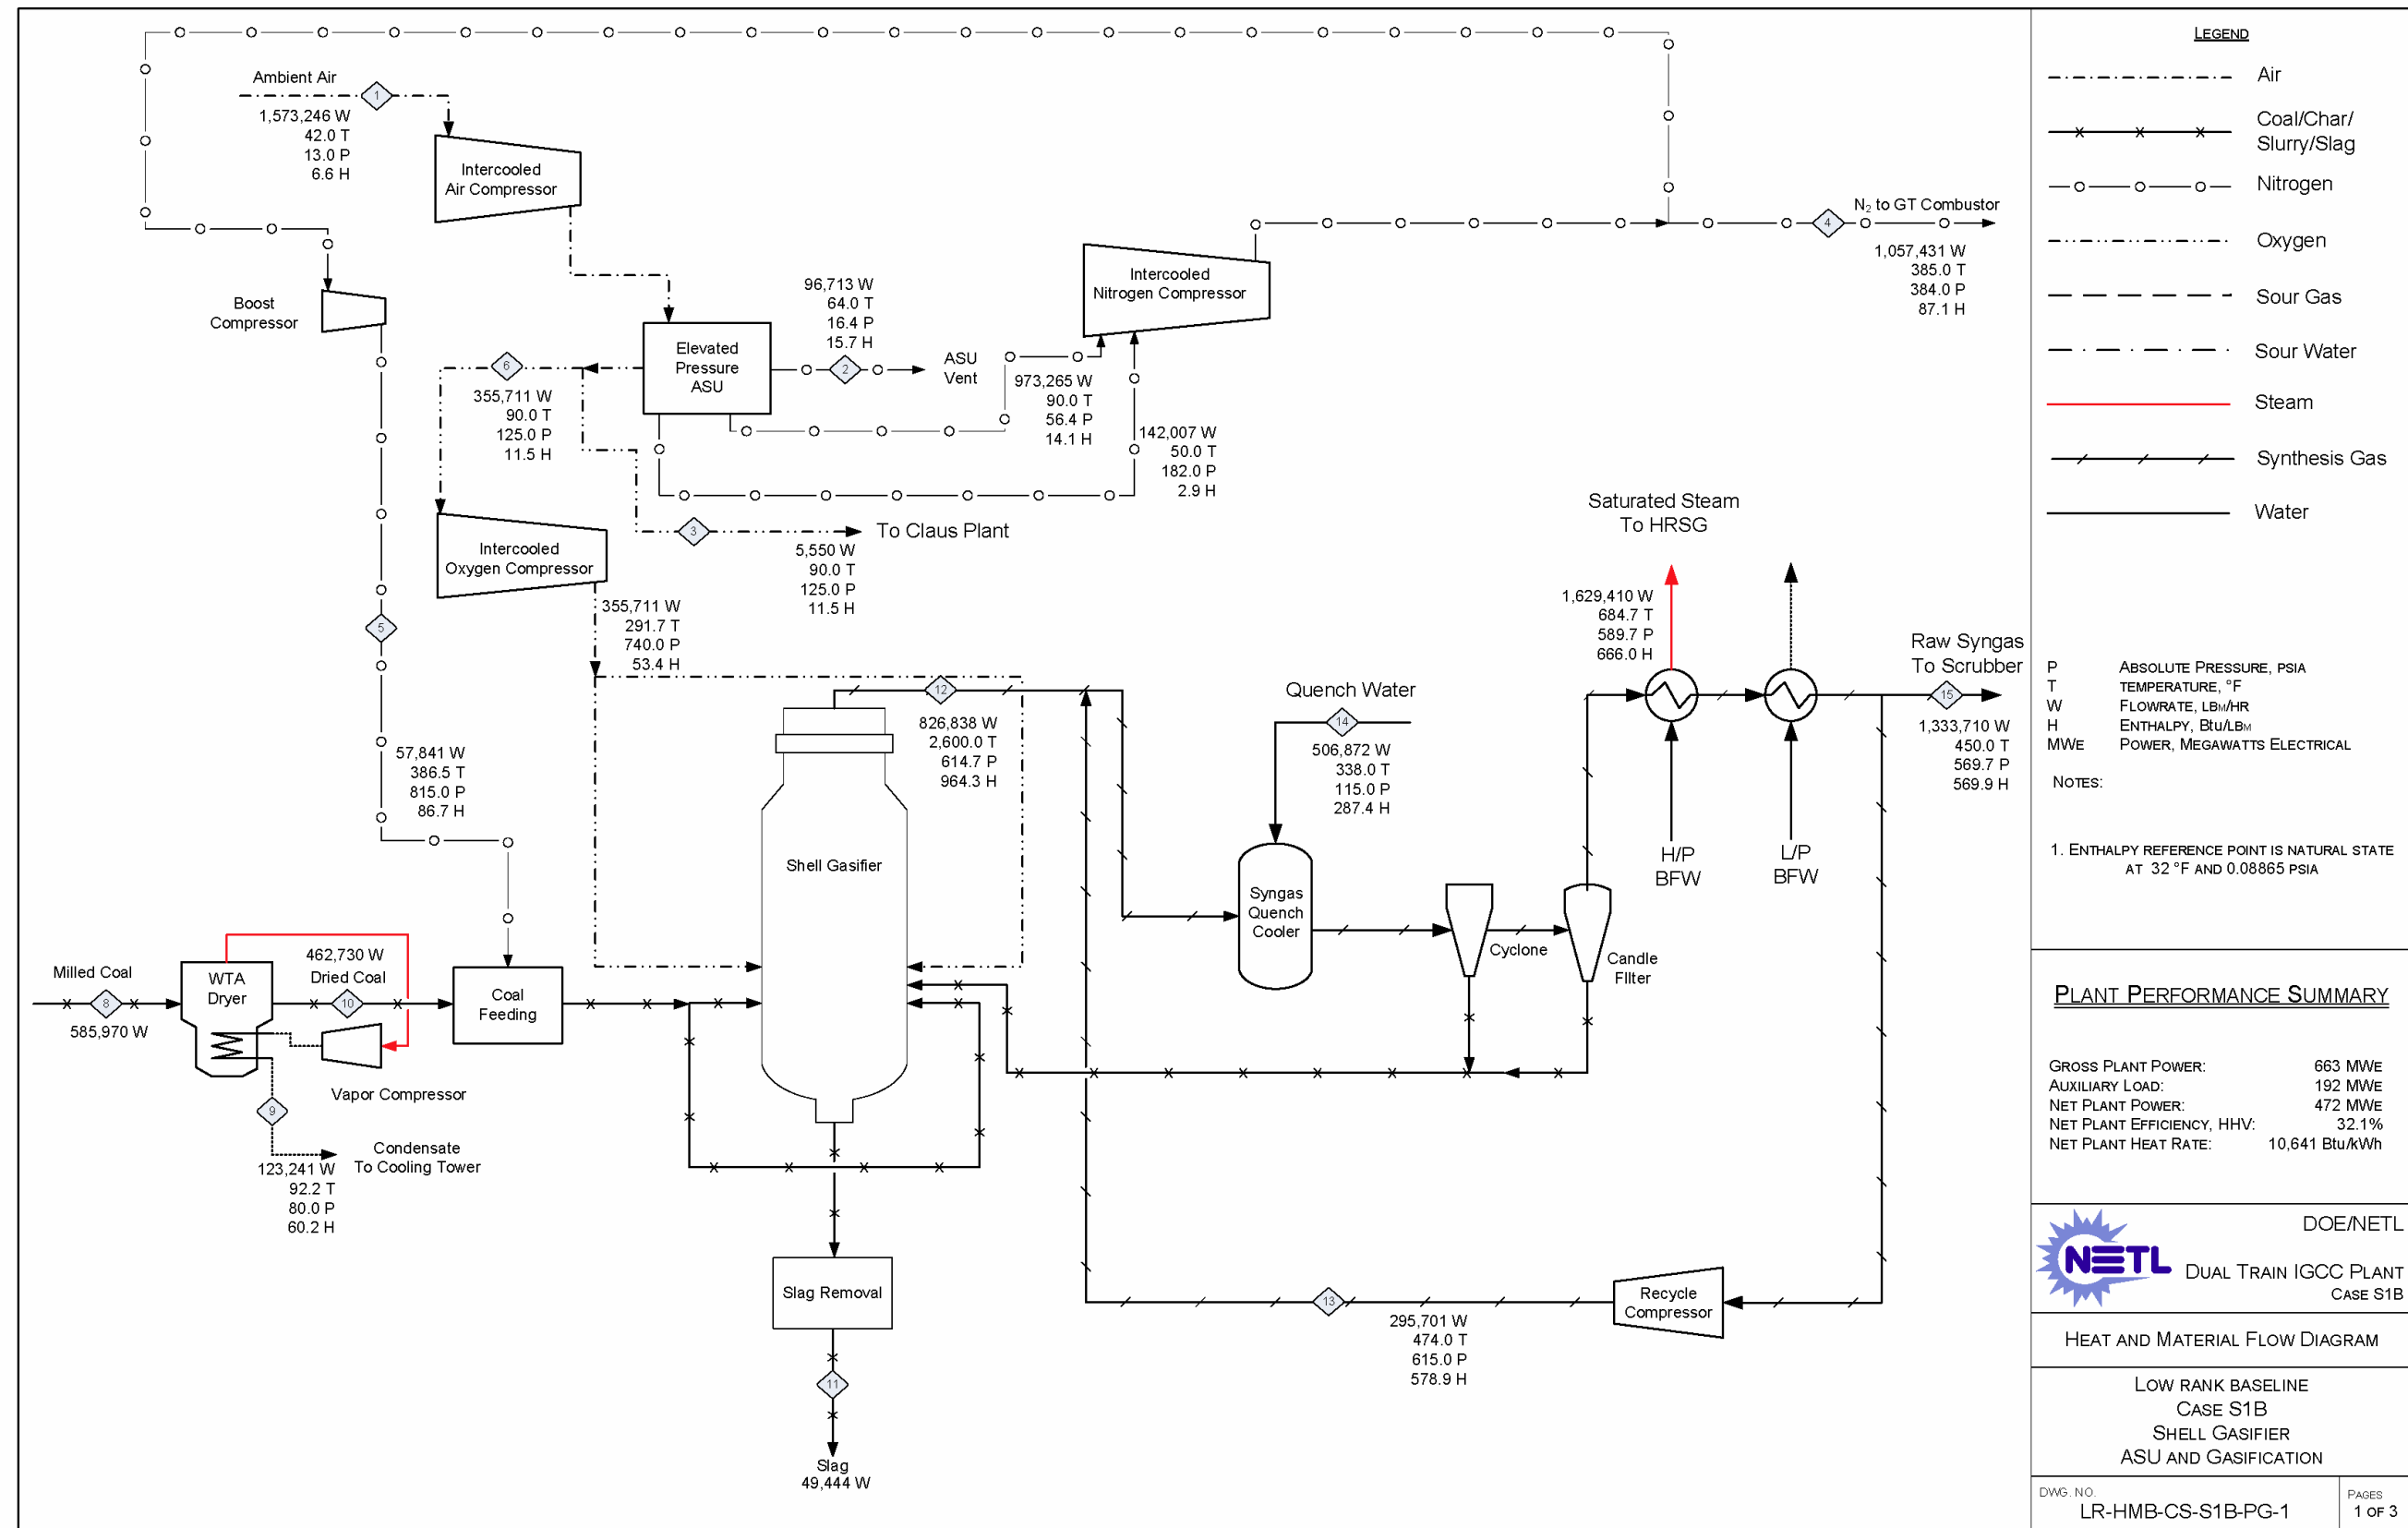 Ambient Air
1
1,573,246 W
42.0 T
13.0 P
6.6 H
Intercooled
Air Compressor
Boost
Compressor
Elevated
Pressure
ASU
96,713 W
64.0 T
16.4 P
15.7 H
2
ASU
Vent
6
355,711 W
90.0 T
125.0 P
11.5 H
973,265 W
90.0 T
56.4 P
14.1 H
142,007 W
50.0 T
182.0 P
2.9 H
Intercooled
Nitrogen Compressor
N2 to GT Combustor
4
1,057,431 W
385.0 T
384.0 P
87.1 H
3
To Claus Plant
5,550 W
90.0 T
125.0 P
11.5 H
Intercooled
Oxygen Compressor
355,711 W
291.7 T
740.0 P
53.4 H
5
57,841 W
386.5 T
815.0 P
86.7 H
12
826,838 W
2,600.0 T
614.7 P
964.3 H
Shell Gasifier
Quench Water
14
506,872 W
338.0 T
115.0 P
287.4 H
Syngas
Quench
Cooler
Cyclone
Candle
FIlter
Saturated Steam
To HRSG
1,629,410 W
684.7 T
589.7 P
666.0 H
H/P
BFW
L/P
BFW
Raw Syngas
To Scrubber
15
1,333,710 W
450.0 T
569.7 P
569.9 H
Milled Coal
8
585,970 W
WTA
Dryer
462,730 W
Dried Coal
10
Coal
Feeding
Vapor Compressor
9
Condensate
To Cooling Tower
123,241 W
92.2 T
80.0 P
60.2 H
Slag Removal
11
Slag
49,444 W
13
295,701 W
474.0 T
615.0 P
578.9 H
Recycle
Compressor
LEGEND
Air
Coal/Char/
Slurry/Slag
Nitrogen
Oxygen
Sour Gas
Sour Water
Steam
Synthesis Gas
Water
P ABSOLUTE PRESSURE, PSIA
T TEMPERATURE, °F
W FLOWRATE, LBM/HR
H ENTHALPY, Btu/LBM
MWE POWER, MEGAWATTS ELECTRICAL
NOTES:
1. ENTHALPY REFERENCE POINT IS NATURAL STATE
AT 32 °F AND 0.08865 PSIA
PLANT PERFORMANCE SUMMARY
GROSS PLANT POWER: 663 MWE
AUXILIARY LOAD: 192 MWE
NET PLANT POWER: 472 MWE
NET PLANT EFFICIENCY, HHV: 32.1%
NET PLANT HEAT RATE: 10,641 Btu/kWh
NETL
DOE/NETL
DUAL TRAIN IGCC PLANT
CASE S1B
HEAT AND MATERIAL FLOW DIAGRAM
LOW RANK BASELINE
CASE S1B
SHELL GASIFIER
ASU AND GASIFICATION
DWG. NO.
LR-HMB-CS-S1B-PG-1
PAGES
1 OF 3